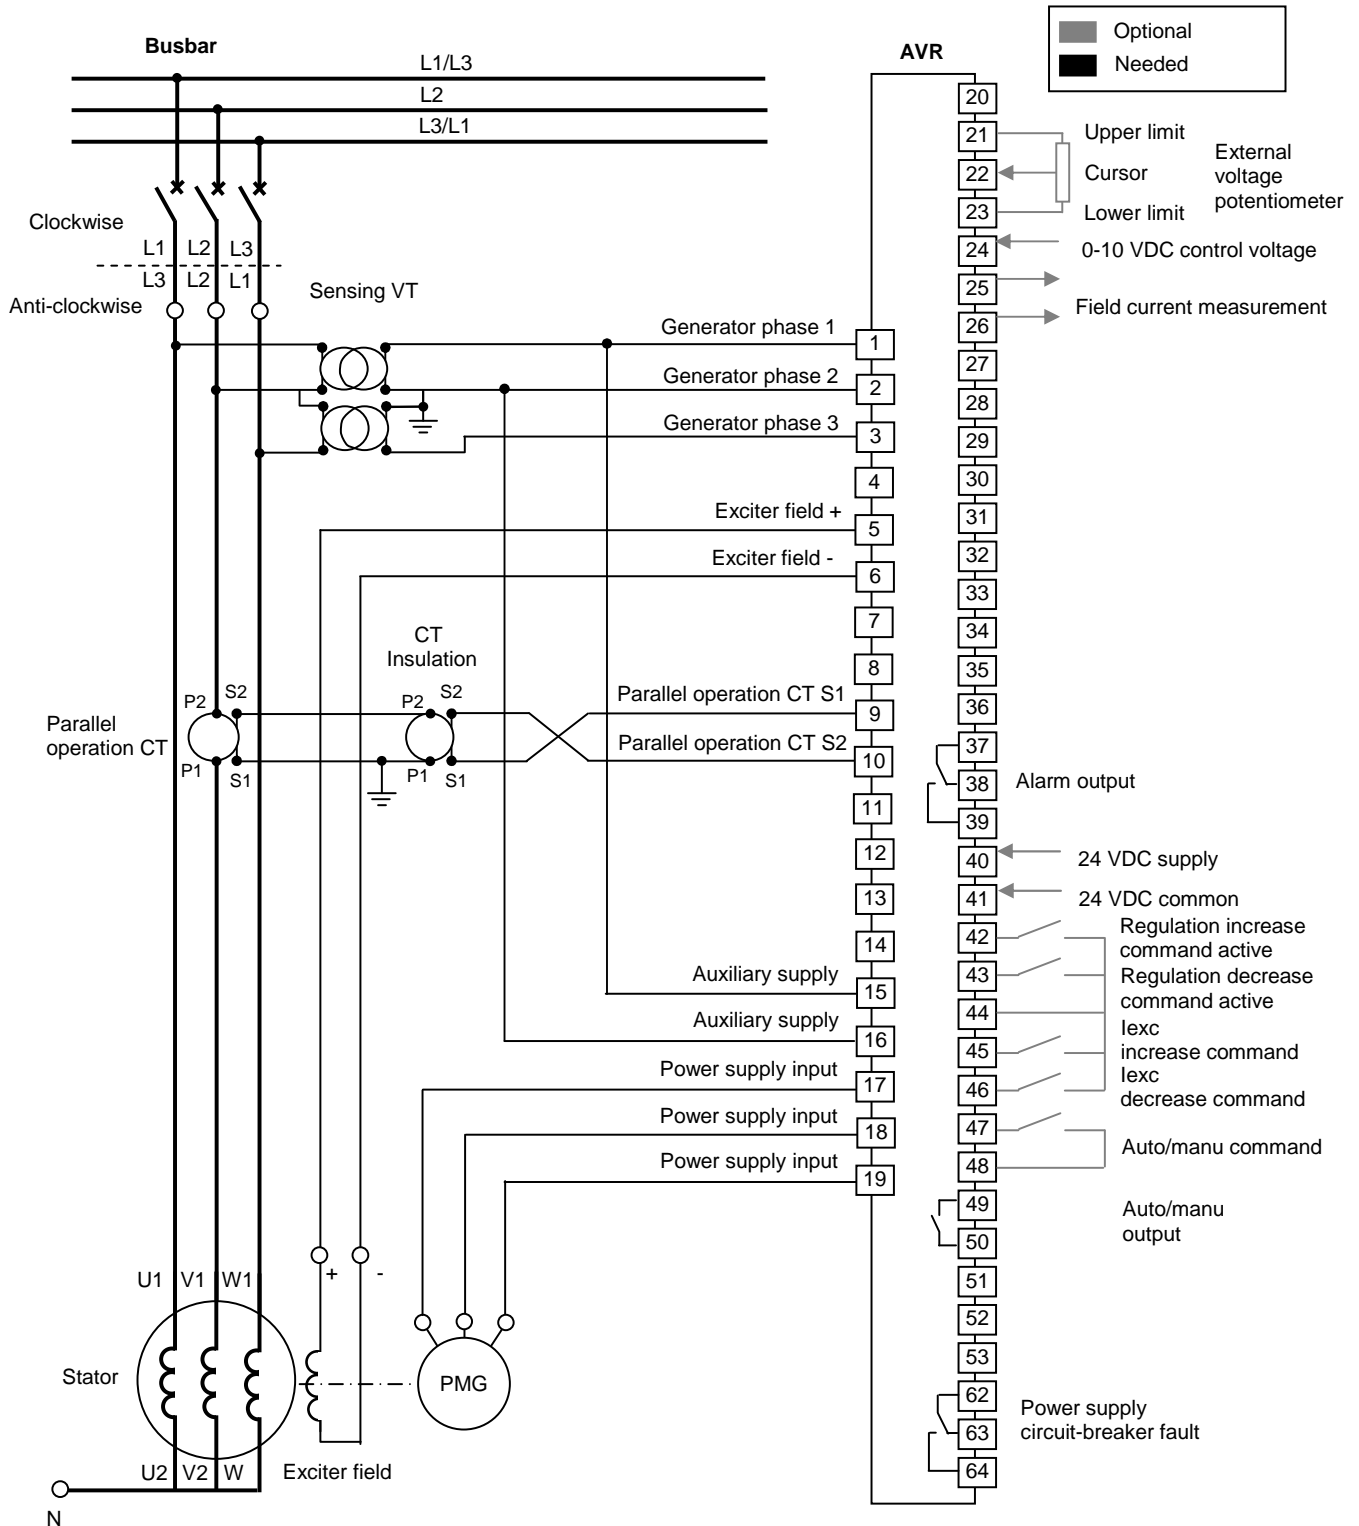 Optional
Needed
Busbar
AVR
L1/L3
L2
L3/L1
20
21
22
23
24
25
26
27
28
29
30
31
32
33
34
35
36
37
38
39
40
41
42
43
44
45
46
47
48
49
50
51
52
53
62
63
64
Upper limit
Cursor
Lower limit
External
voltage
potentiometer
0-10 VDC control voltage
Field current measurement
Clockwise
L1 L2 L3
L3 L2 L1
Anti-clockwise
Sensing VT
Generator phase 1
1
Generator phase 2
2
Generator phase 3
3
4
Exciter field +
5
Exciter field -
6
7
8
CT
Insulation
Parallel
operation CT
P2 S2
P1 S1
P2 S2
P1 S1
Parallel operation CT S1
9
Parallel operation CT S2
10
11
12
13
14
Auxiliary supply
15
Auxiliary supply
16
Power supply input
17
Power supply input
18
Power supply input
19
Alarm output
24 VDC supply
24 VDC common
Regulation increase
command active
Regulation decrease
command active
Iexc
increase command
Iexc
decrease command
Auto/manu command
Auto/manu
output
Power supply
circuit-breaker fault
+ -
U1 V1 W1
Stator
PMG
U2 V2 W
Exciter field
N